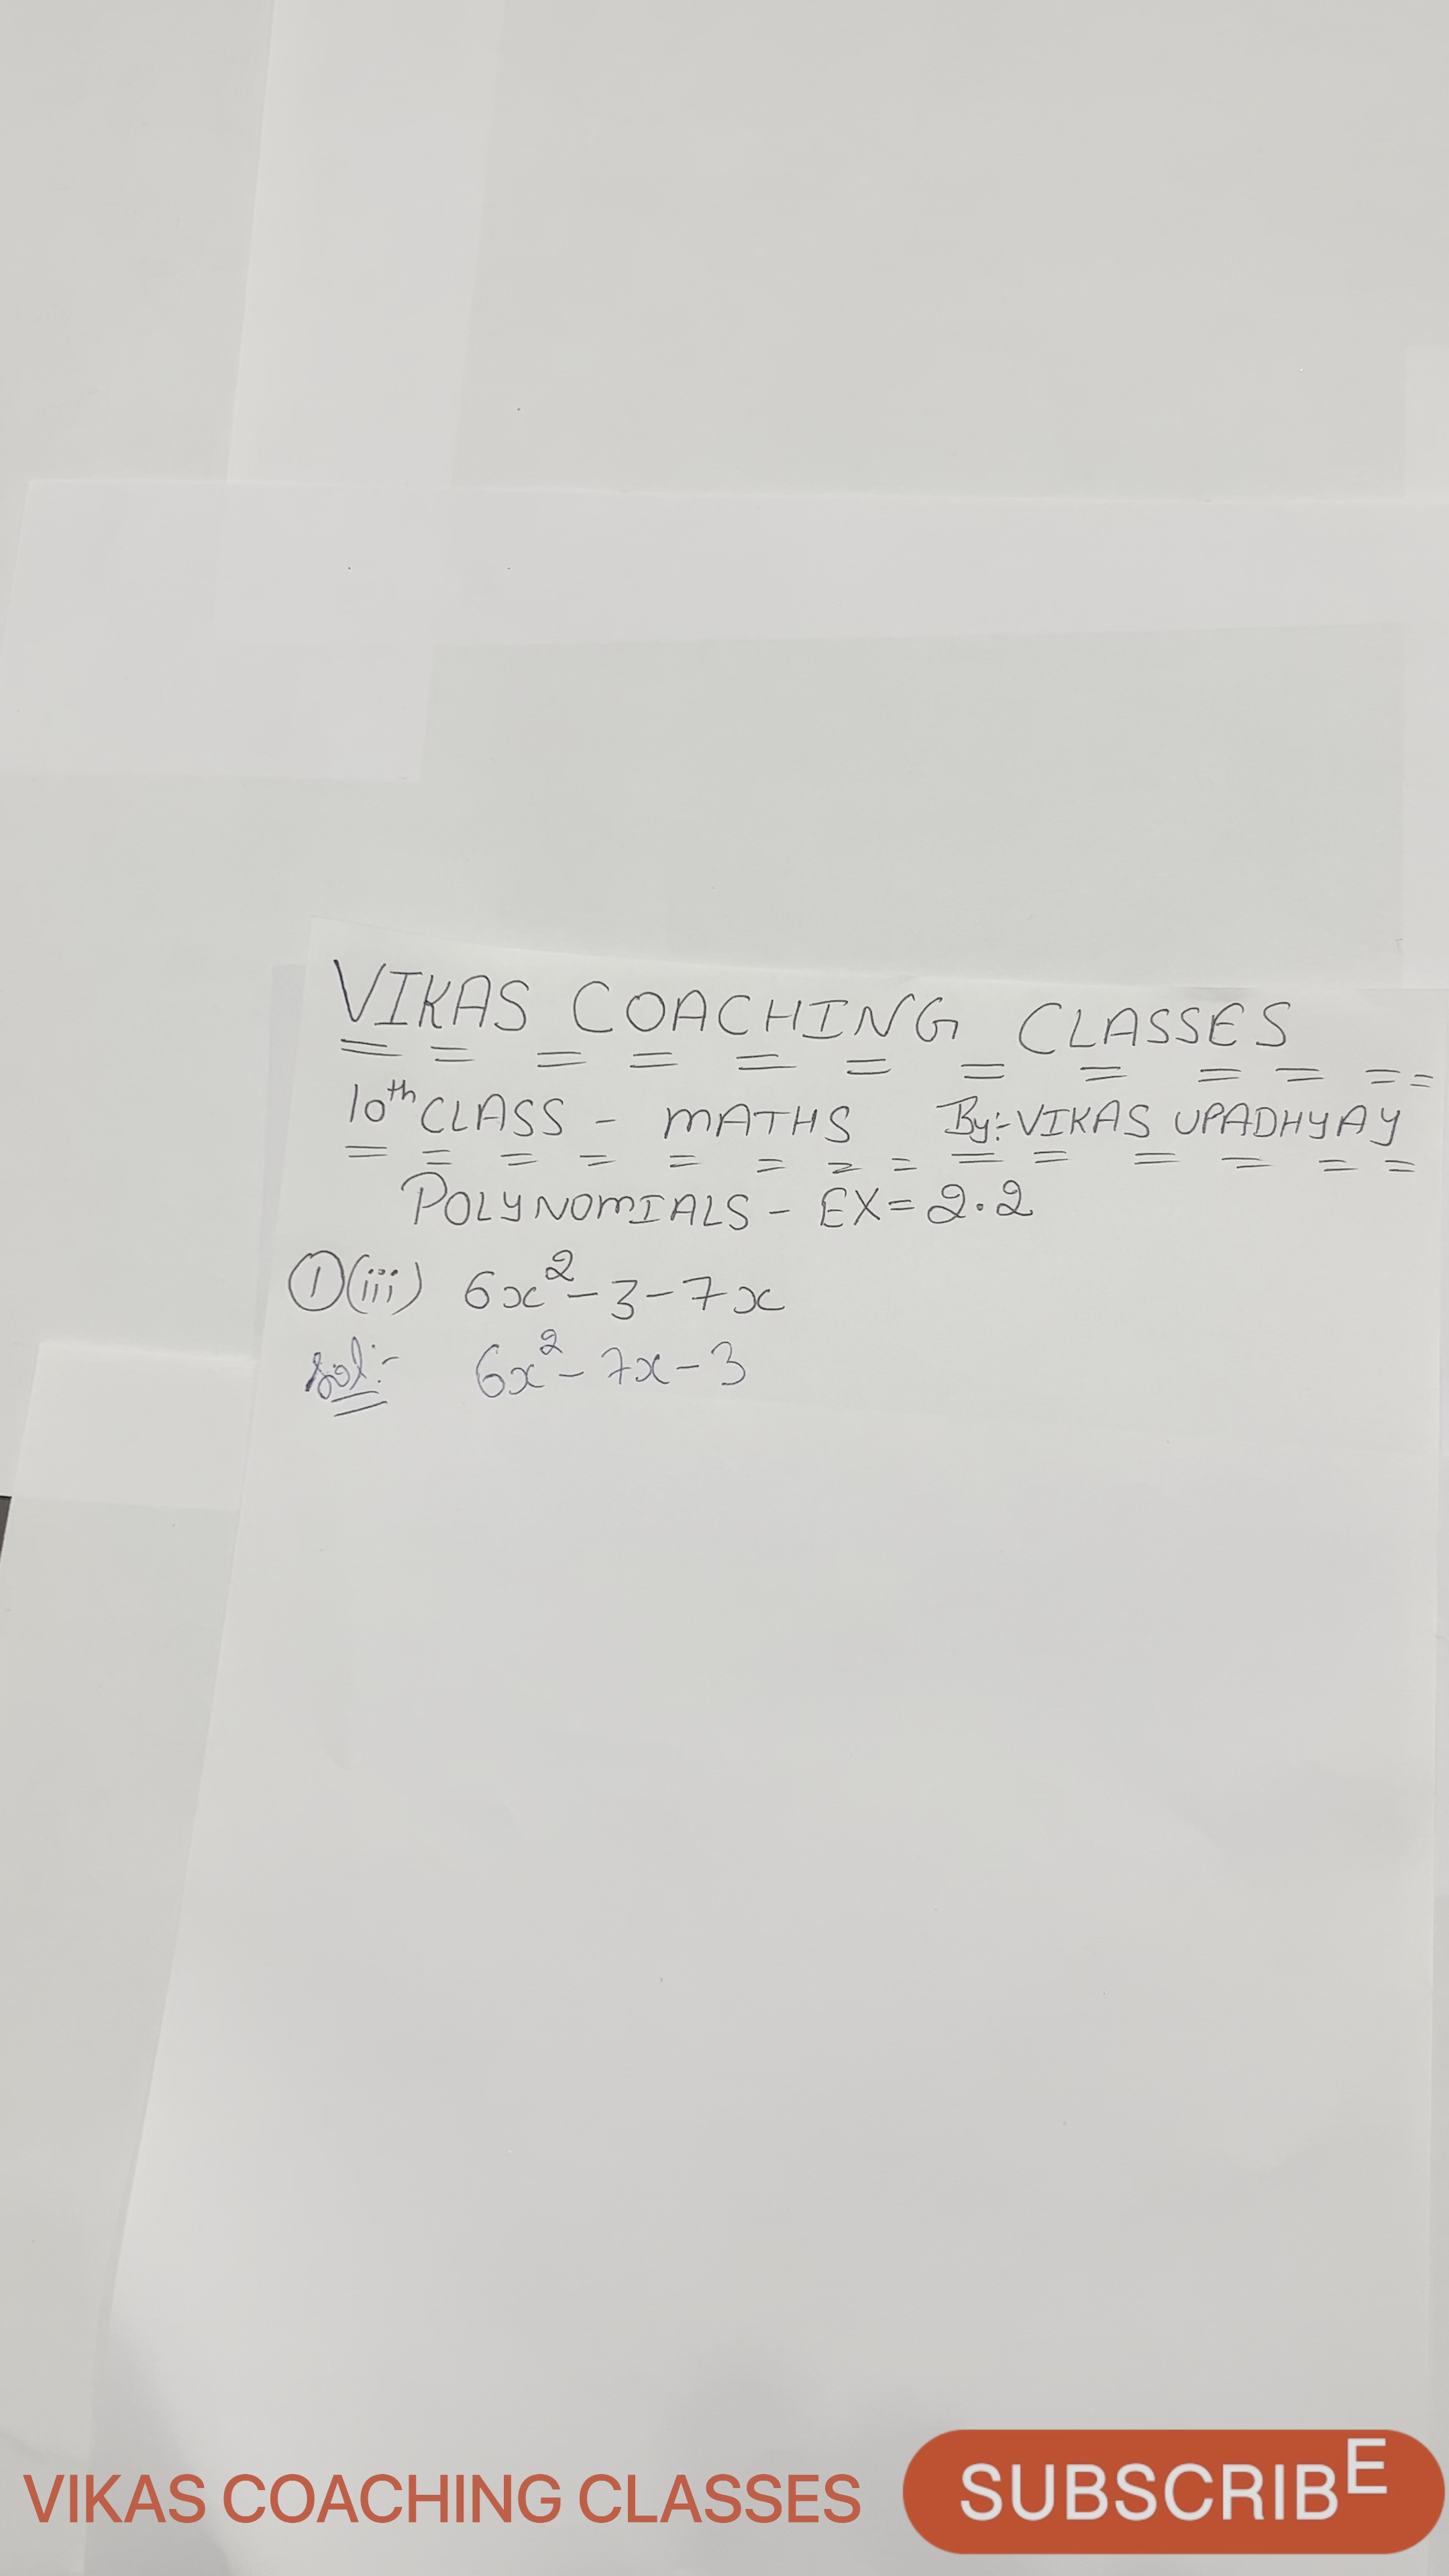 VIKAS COACHING CLASSES
10th CLASS - MATHS By:- VIKAS UPADHYAY
POLYNOMIALS - EX = 2.2
①(iii) 6x² - 3 - 7x
Sol:- 6x² - 7x - 3
VIKAS COACHING CLASSES SUBSCRIBE